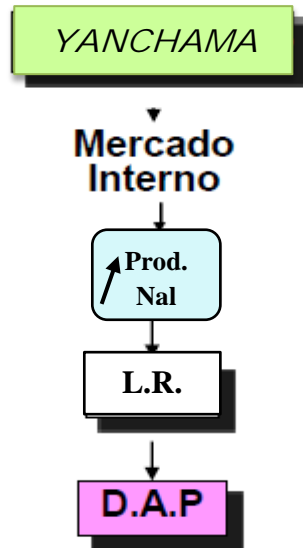 YANCHAMA
Mercado
Interno
Prod.
Nal
L.R.
D.A.P